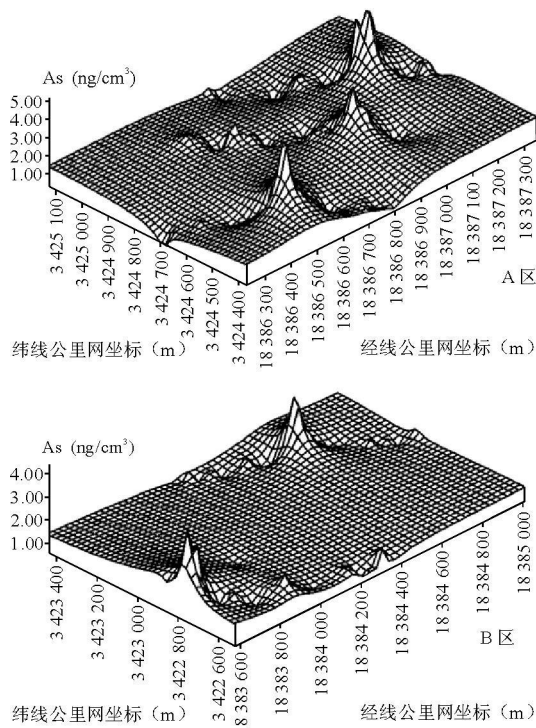 As (ng/cm³)
5.00
4.00
3.00
2.00
1.00
3 425 100
3 425 000
3 424 900
3 424 800
3 424 700
3 424 600
3 424 500
3 424 400
18 386 300
18 386 400
18 386 500
18 386 600
18 386 700
18 386 800
18 386 900
18 387 000
18 387 100
18 387 200
18 387 300
A 区
纬线公里网坐标（m）
经线公里网坐标（m）
As (ng/cm³)
4.00
3.00
2.00
1.00
3 423 400
3 423 200
3 423 000
3 422 800
3 422 600
8 383 600
18 383 800
18 384 000
18 384 200
18 384 400
18 384 600
18 384 800
18 385 000
B 区
纬线公里网坐标（m）
经线公里网坐标（m）